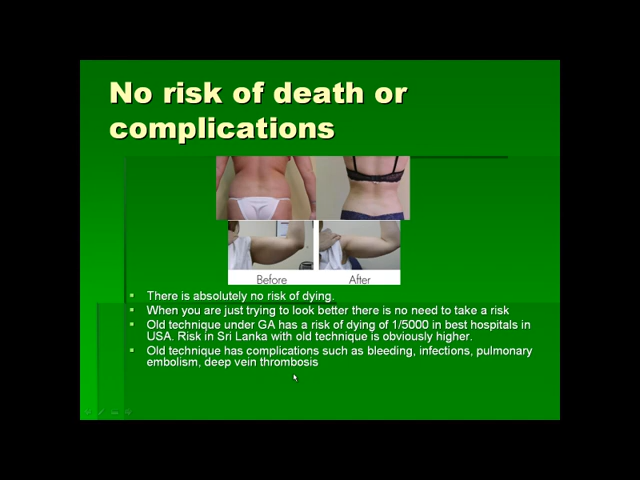 No risk of death or
complications
Before After
There is absolutely no risk of dying.
When you are just trying to look better there is no need to take a risk
Old technique under GA has a risk of dying of 1/5000 in best hospitals in
USA. Risk in Sri Lanka with old technique is obviously higher.
Old technique has complications such as bleeding, infections, pulmonary
embolism, deep vein thrombosis